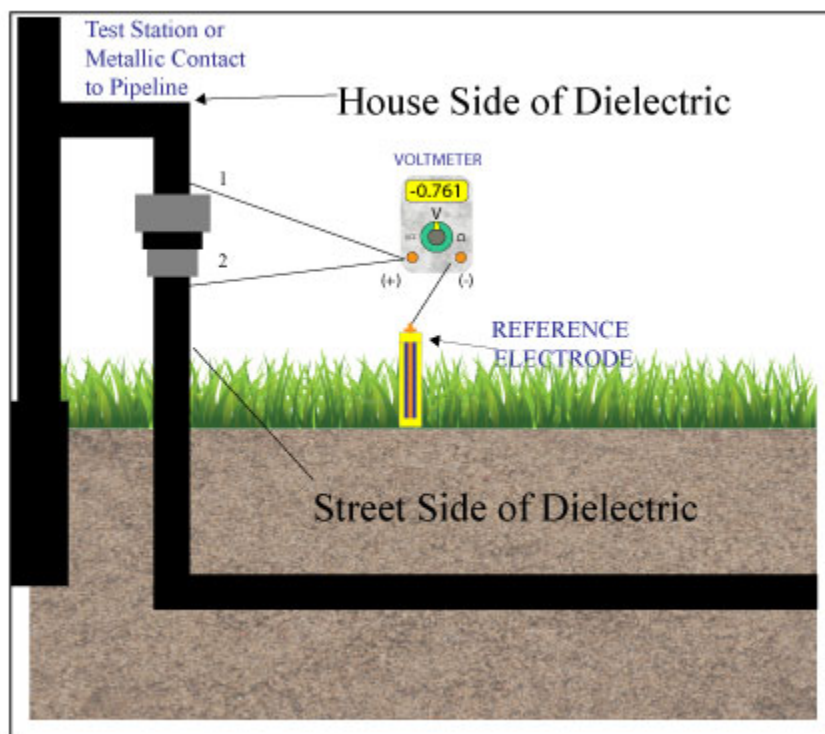 Test Station or
Metallic Contact
to Pipeline
House Side of Dielectric
VOLTMETER
-0.761
V
Ω
1
2
(+)
(-)
REFERENCE
ELECTRODE
Street Side of Dielectric